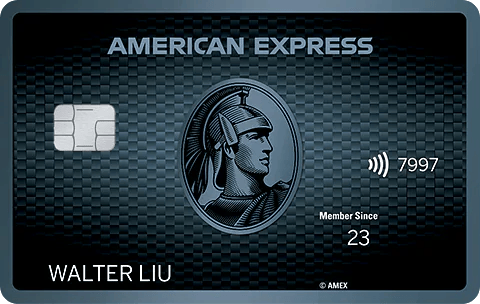 AMERICAN EXPRESS
7997
Member Since
23
WALTER LIU
© AMEX